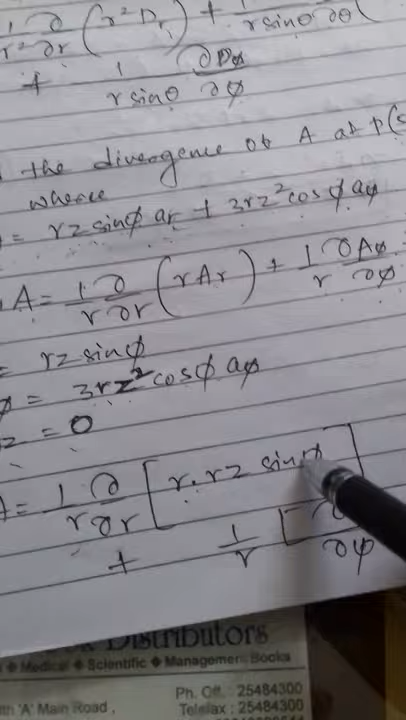 1/r² ∂/∂r (r² Dr) + 1/r sinθ ∂θ (
+ 1/r sinθ ∂Dφ/∂φ
the divergence of A at P(
where
= rz sinφ ar + 3rz² cosφ aφ
A = 1/r ∂/∂r (rAr) + 1/r ∂Aφ/∂φ
= rz sinφ
φ = 3rz² cosφ aφ
z = 0
A = 1/r ∂/∂r [r. rz sinφ]
+ 1/r [∂/∂φ
Distributors
◆ Medical ◆ Scientific ◆ Management Books
'A' Main Road,
Ph. Off. : 25484300
Telefax : 25484300